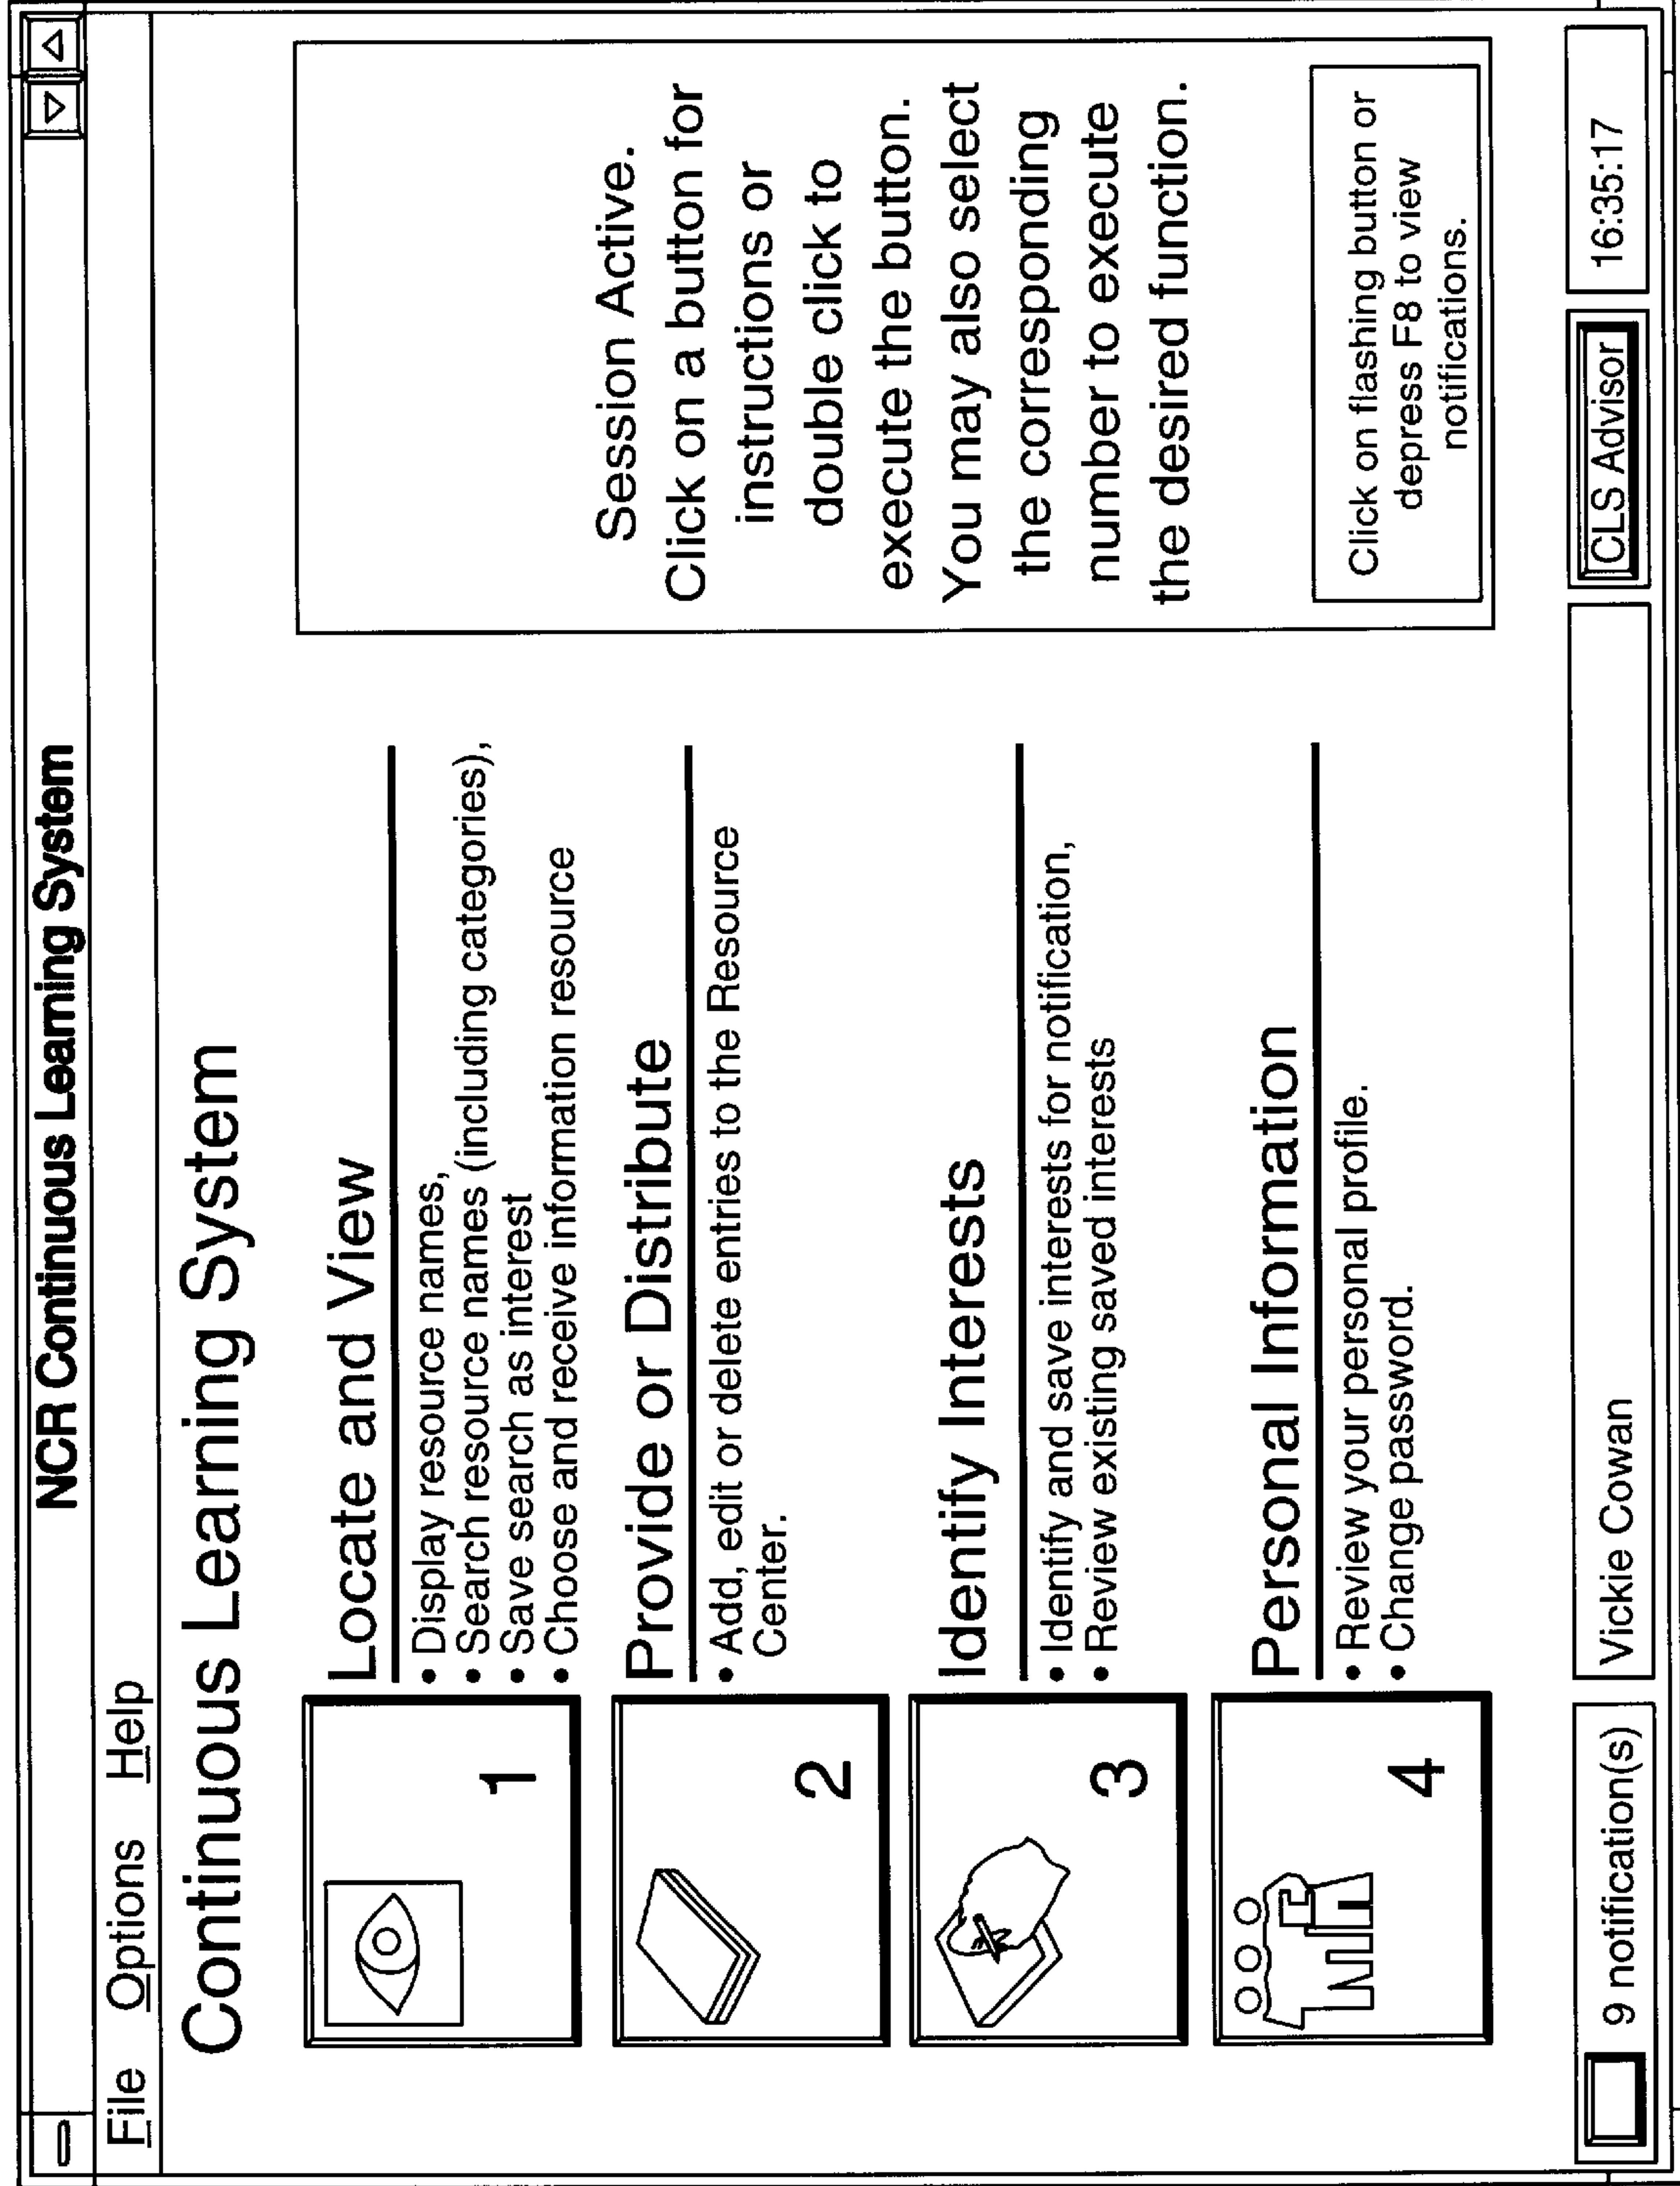 NCR Continuous Learning System
File Options Help
Continuous Learning System
1
Locate and View
• Display resource names,
• Search resource names (including categories),
• Save search as interest
• Choose and receive information resource
2
Provide or Distribute
• Add, edit or delete entries to the Resource
Center.
3
Identify Interests
• Identify and save interests for notification,
• Review existing saved interests
4
Personal Information
• Review your personal profile.
• Change password.
Session Active.
Click on a button for
instructions or
double click to
execute the button.
You may also select
the corresponding
number to execute
the desired function.
Click on flashing button or
depress F8 to view
notifications.
9 notification(s)
Vickie Cowan
CLS Advisor
16:35:17